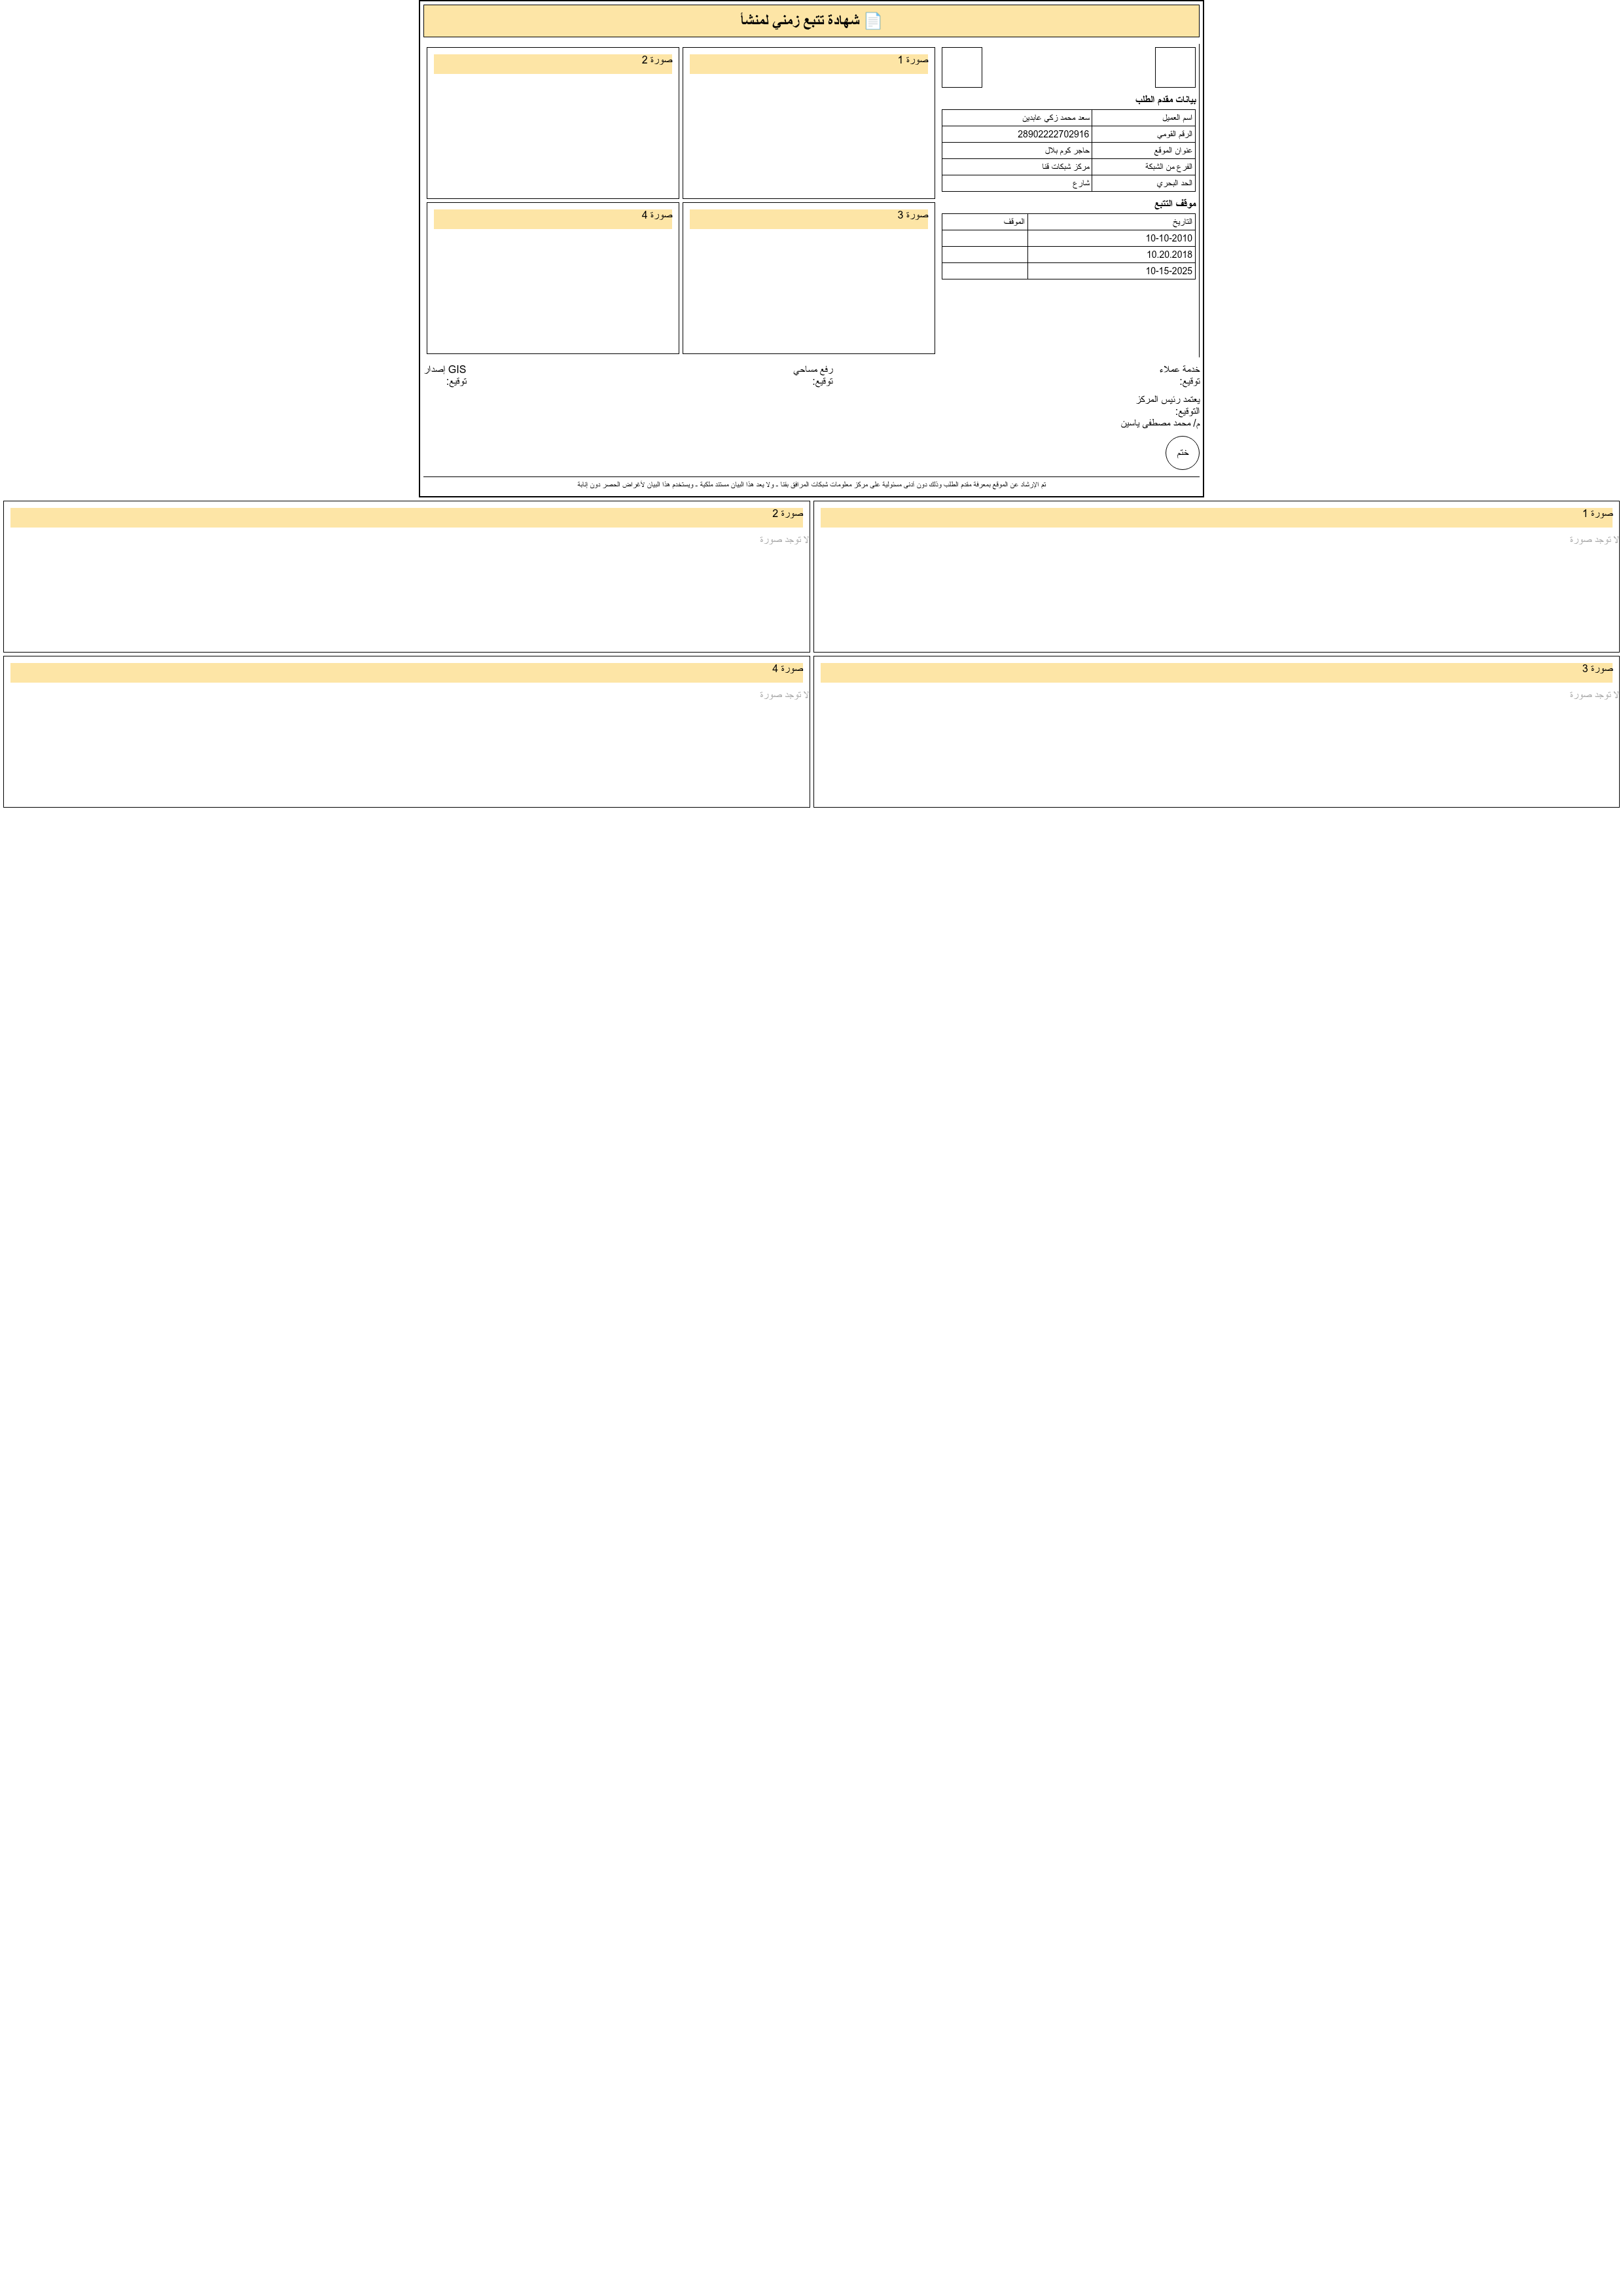 📄 شهادة تتبع زمني لمنشأ
بيانات مقدم الطلب
اسم العميل سعد محمد زكي عابدين
الرقم القومي 28902222702916
عنوان الموقع حاجر كوم بلال
الفرع من الشبكة مركز شبكات قنا
الحد البحري شارع
موقف التتبع
التاريخ الموقف
10-10-2010
10.20.2018
10-15-2025
صورة 1
صورة 2
صورة 3
صورة 4
خدمة عملاء
توقيع:
رفع مساحي
توقيع:
إصدار GIS
توقيع:
يعتمد رئيس المركز
التوقيع:
م/ محمد مصطفى ياسين
ختم
تم الإرشاد عن الموقع بمعرفة مقدم الطلب وذلك دون أدنى مسئولية على مركز معلومات شبكات المرافق بقنا ـ ولا يعد هذا البيان مستند ملكية ـ ويستخدم هذا البيان لأغراض الحصر دون إنابة
صورة 1
لا توجد صورة
صورة 2
لا توجد صورة
صورة 3
لا توجد صورة
صورة 4
لا توجد صورة